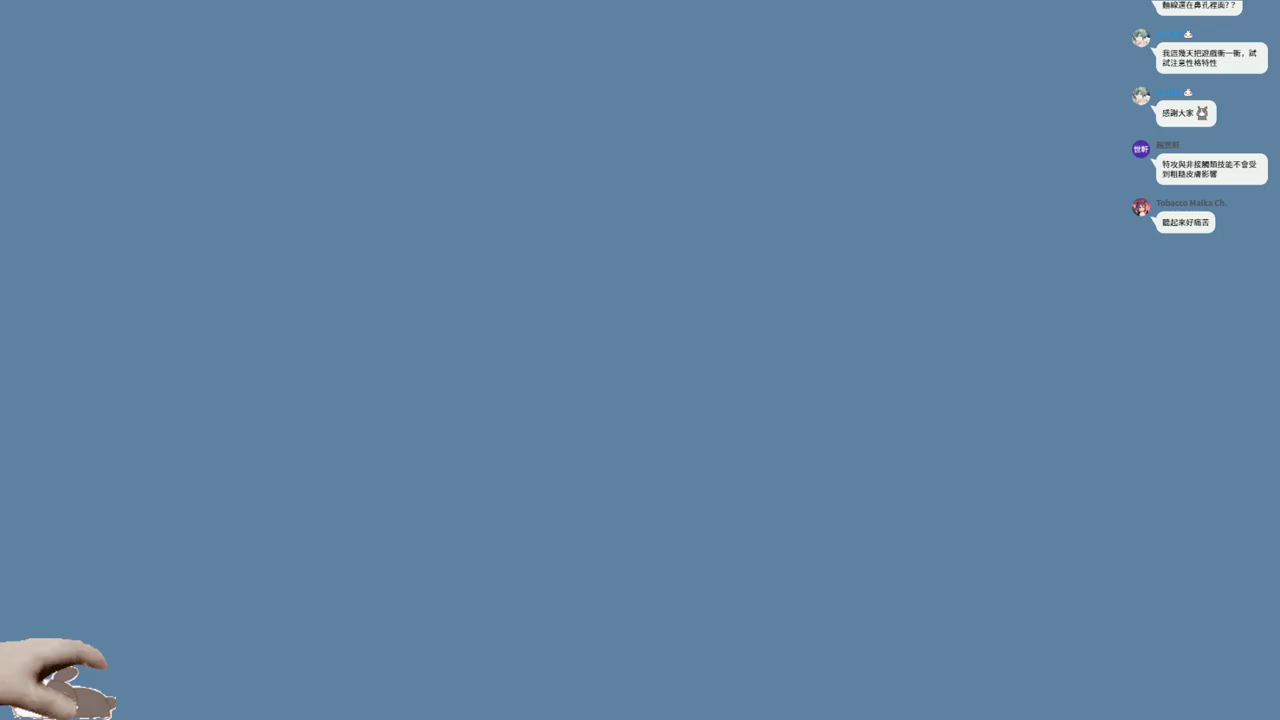 麵線還在鼻孔裡面?？
我這幾天把遊戲衝一衝，試
試注意性格特性
感謝大家
世軒
特攻與非接觸類技能不會受
到粗糙皮膚影響
Tobacco Malka Ch.
聽起來好痛苦